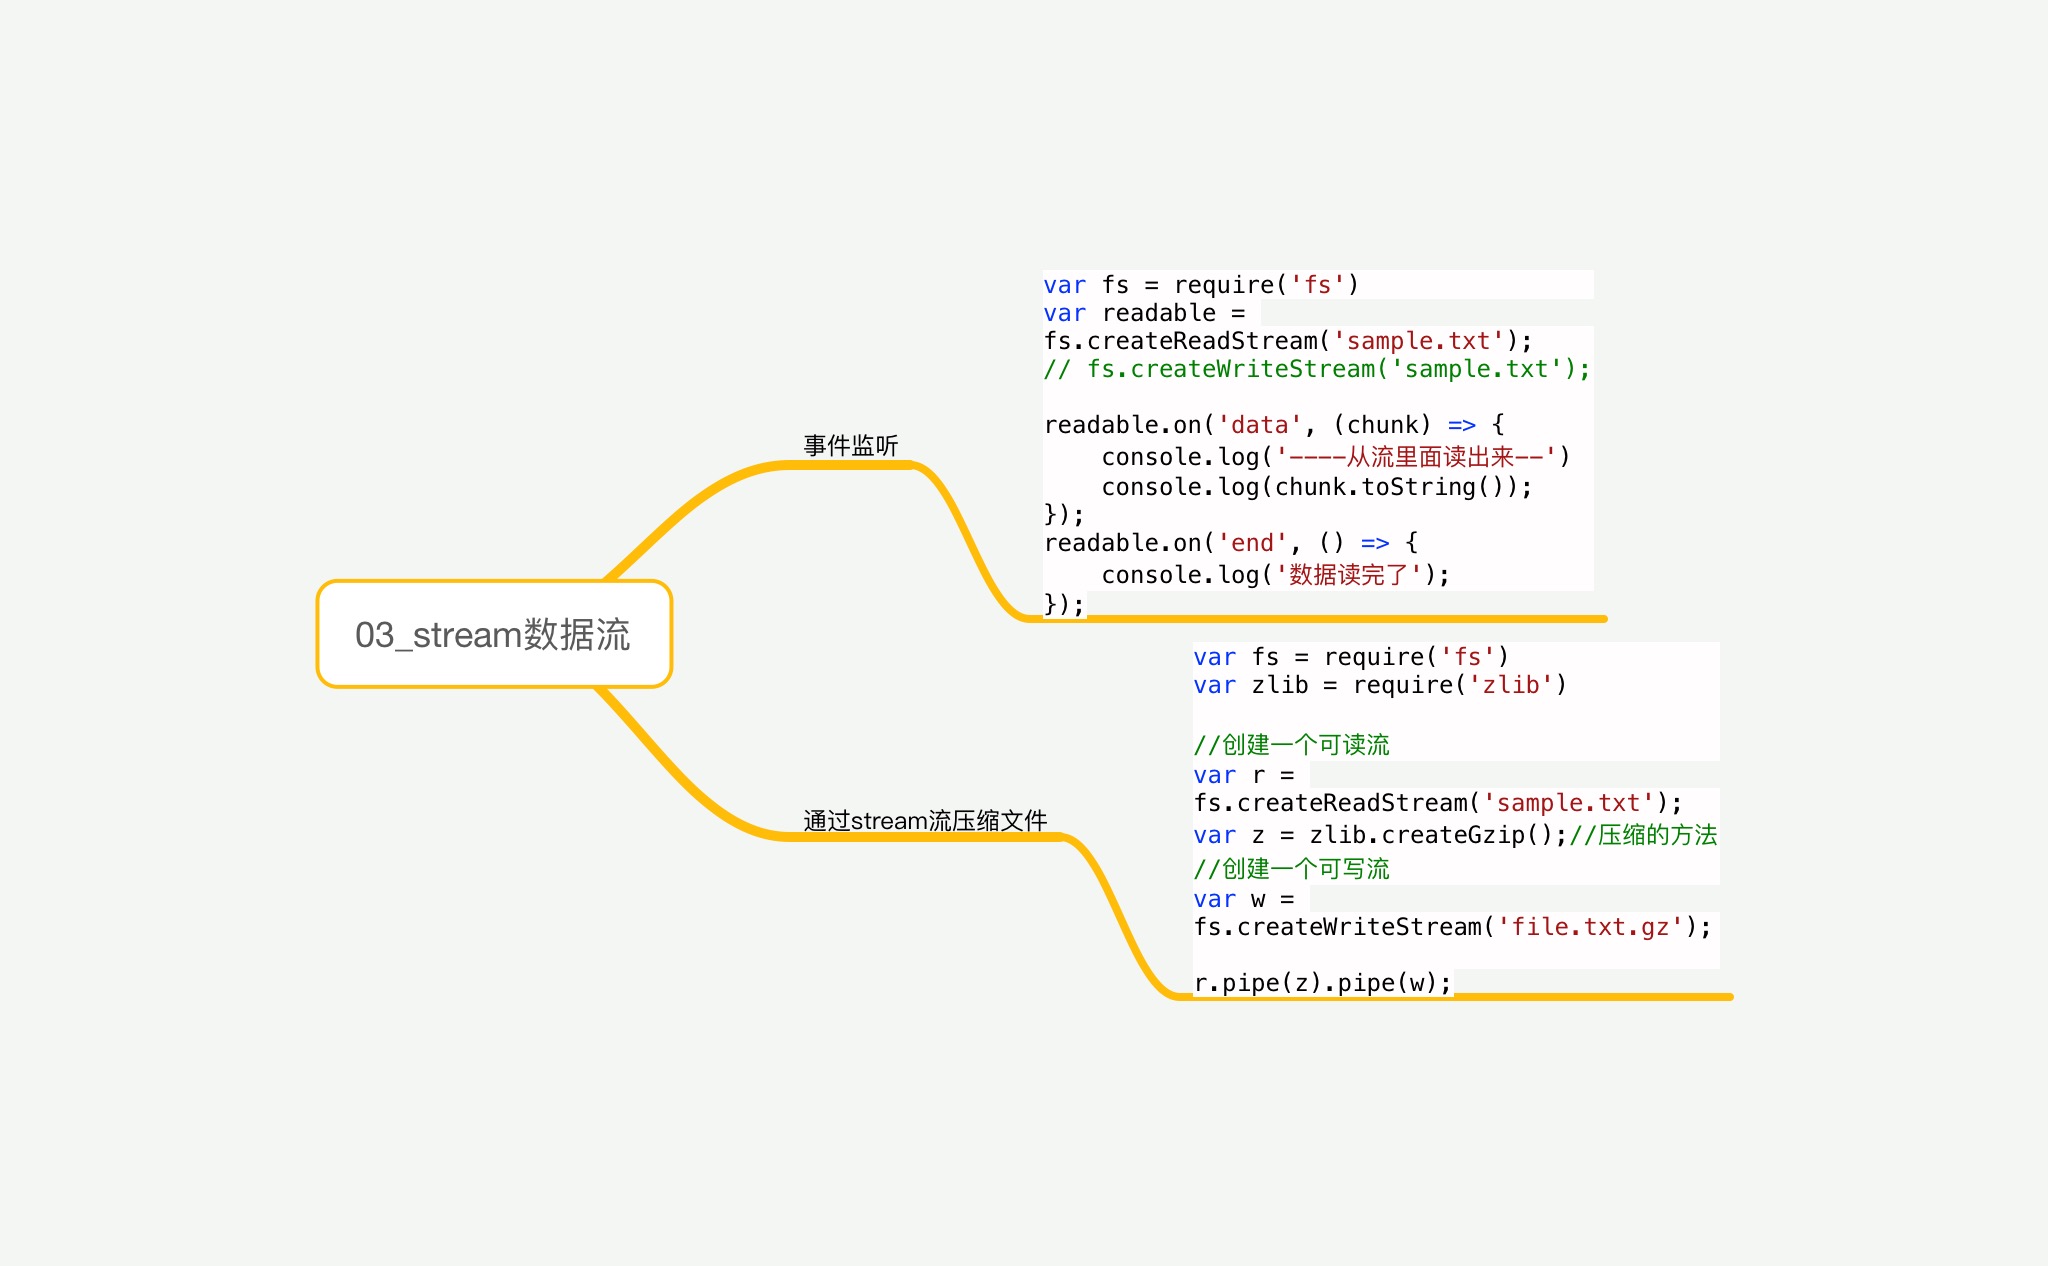 03_stream数据流
事件监听
var fs = require('fs')
var readable =
fs.createReadStream('sample.txt');
// fs.createWriteStream('sample.txt');
readable.on('data', (chunk) => {
    console.log('----从流里面读出来--')
    console.log(chunk.toString());
});
readable.on('end', () => {
    console.log('数据读完了');
});
通过stream流压缩文件
var fs = require('fs')
var zlib = require('zlib')
//创建一个可读流
var r =
fs.createReadStream('sample.txt');
var z = zlib.createGzip();//压缩的方法
//创建一个可写流
var w =
fs.createWriteStream('file.txt.gz');
r.pipe(z).pipe(w);